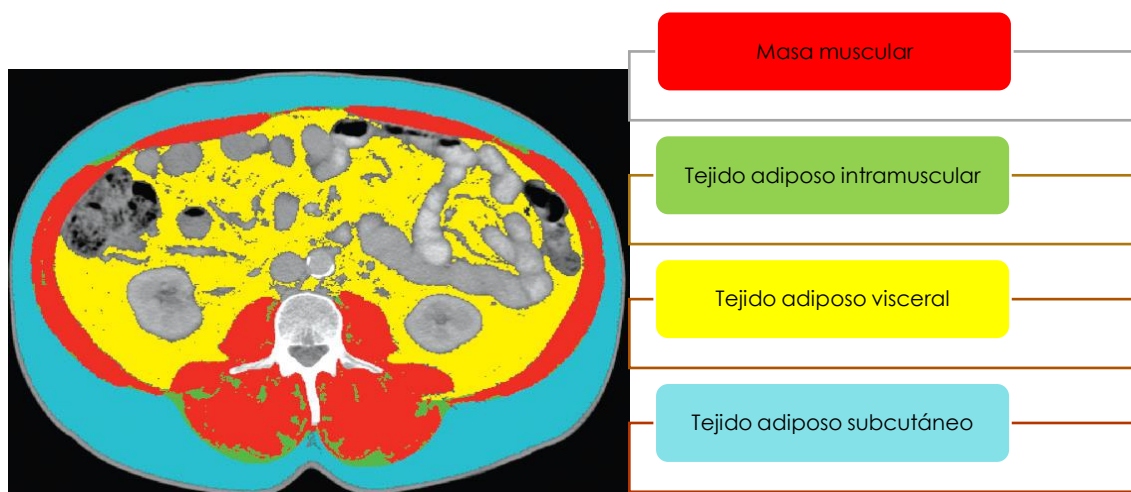 Masa muscular
Tejido adiposo intramuscular
Tejido adiposo visceral
Tejido adiposo subcutáneo